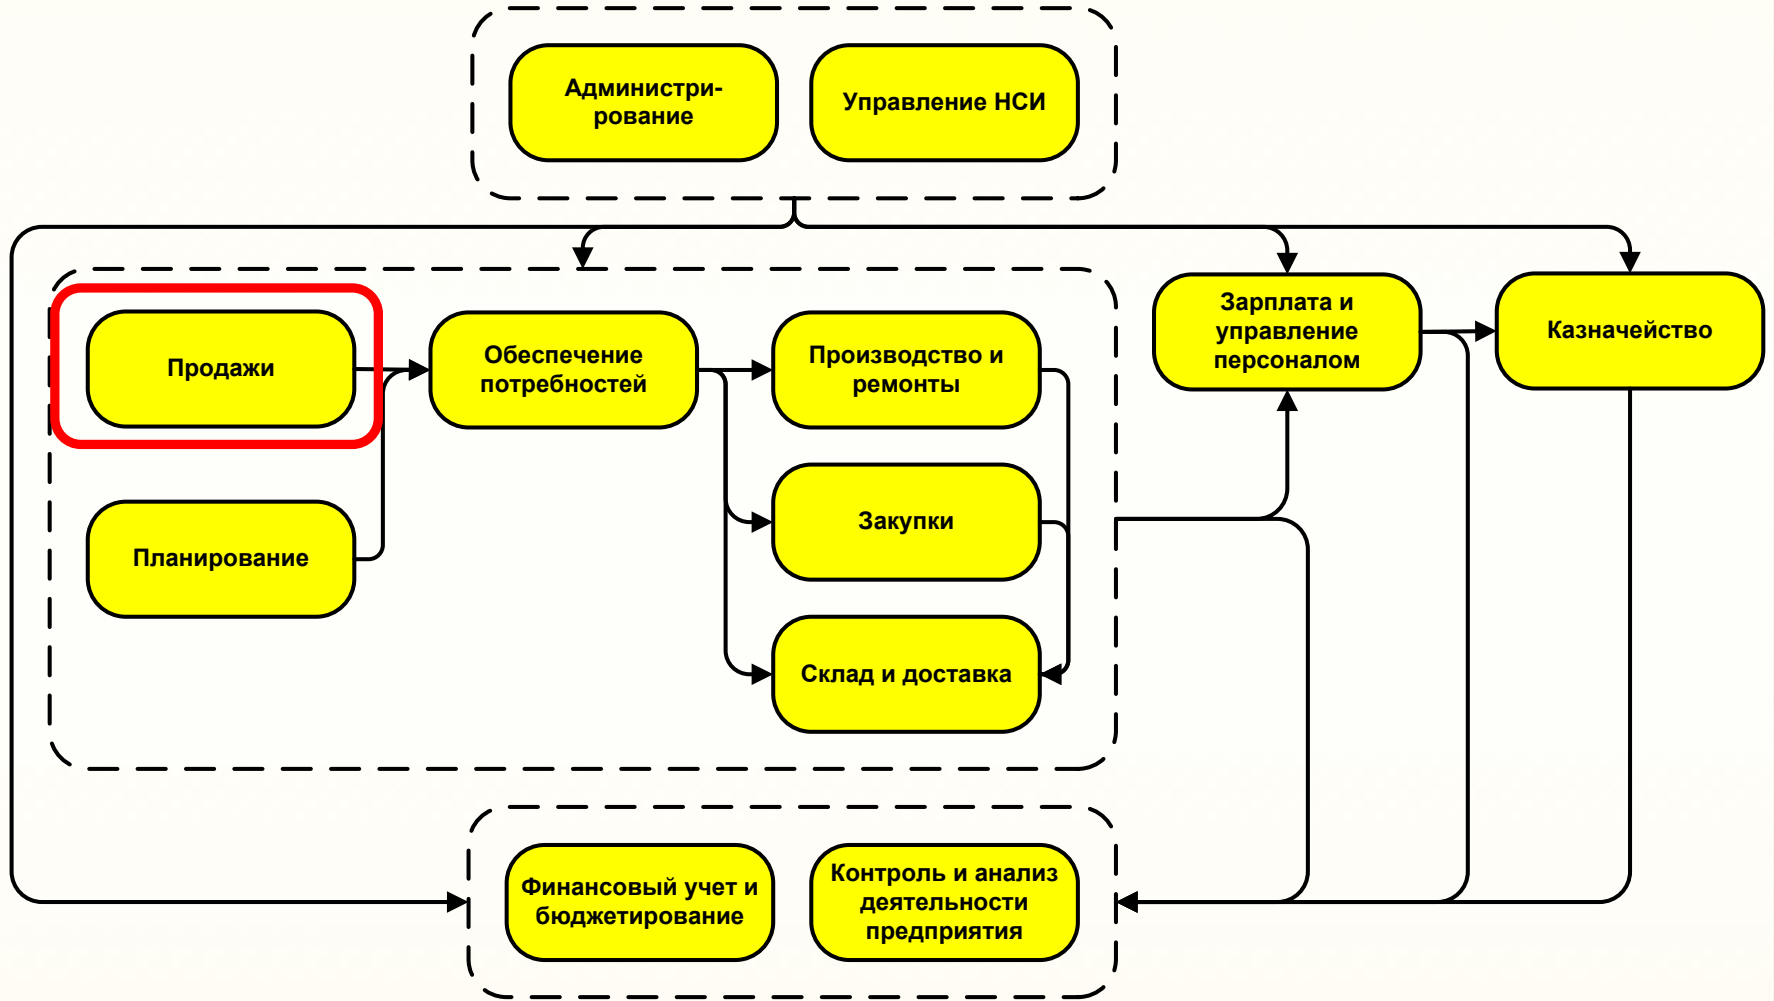 Администри-
рование
Управление НСИ
Продажи
Обеспечение
потребностей
Производство и
ремонты
Зарплата и
управление
персоналом
Казначейство
Планирование
Закупки
Склад и доставка
Финансовый учет и
бюджетирование
Контроль и анализ
деятельности
предприятия